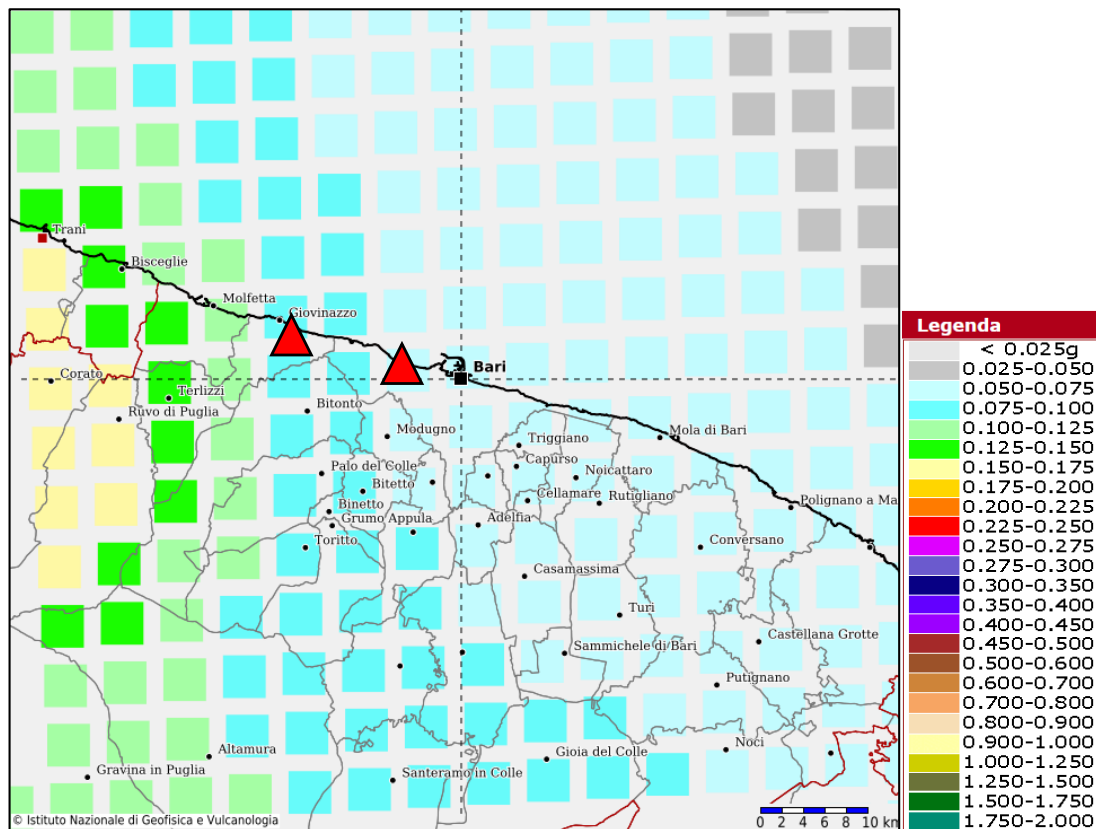 Trani
Bisceglie
Molfetta
Giovinazzo
Bari
Corato
Terlizzi
Ruvo di Puglia
Bitonto
Modugno
Mola di Bari
Triggiano
Palo del Colle
Capurso
Noicattaro
Bitetto
Cellamare
Rutigliano
Polignano a Ma
Binetto
Grumo Appula
Adelfia
Toritto
Conversano
Casamassima
Turi
Castellana Grotte
Sammichele di Bari
Putignano
Altamura
Gioia del Colle
Noci
Gravina in Puglia
Santeramo in Colle
© Istituto Nazionale di Geofisica e Vulcanologia
0 2 4 6 8 10 km
Legenda
< 0.025g
0.025-0.050
0.050-0.075
0.075-0.100
0.100-0.125
0.125-0.150
0.150-0.175
0.175-0.200
0.200-0.225
0.225-0.250
0.250-0.275
0.275-0.300
0.300-0.350
0.350-0.400
0.400-0.450
0.450-0.500
0.500-0.600
0.600-0.700
0.700-0.800
0.800-0.900
0.900-1.000
1.000-1.250
1.250-1.500
1.500-1.750
1.750-2.000